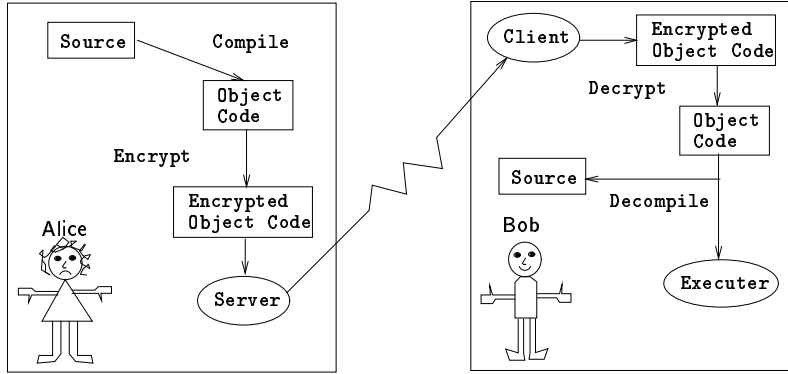 Source
Compile
Object
Code
Encrypt
Encrypted
Object Code
Alice
Server
Client
Encrypted
Object Code
Decrypt
Object
Code
Source
Decompile
Bob
Executer